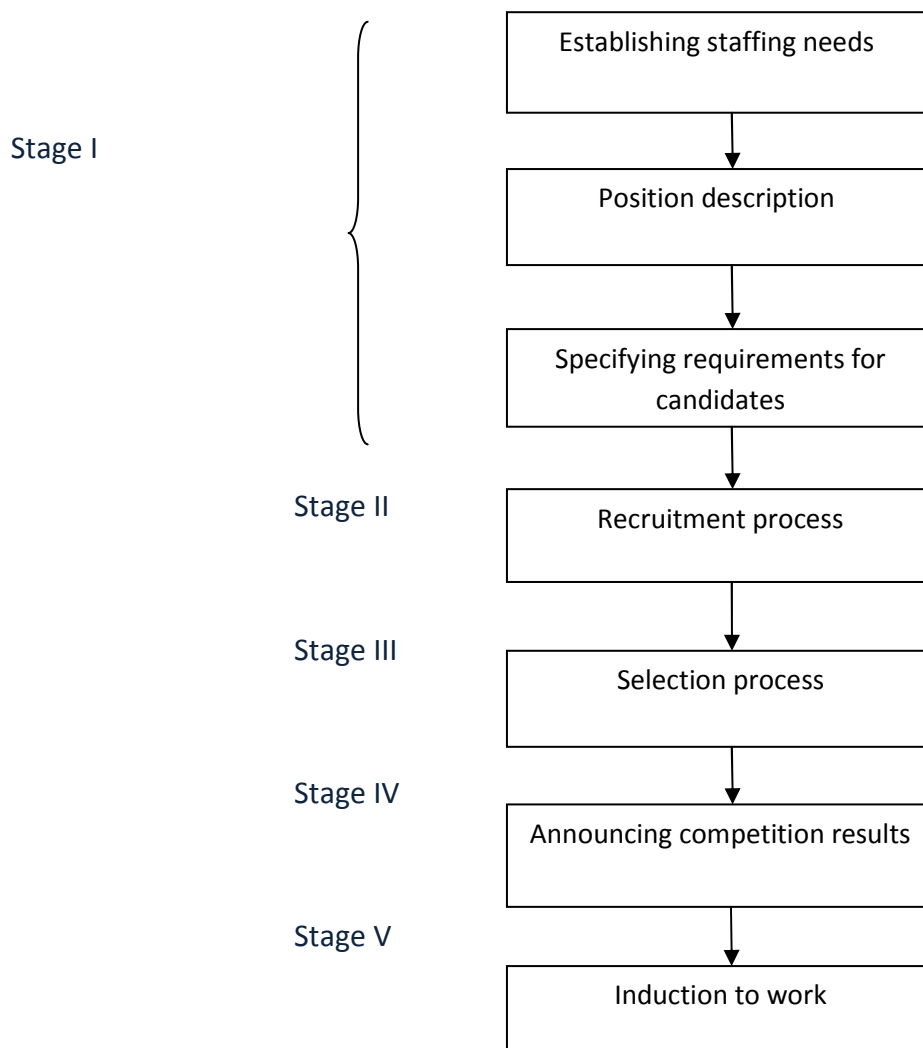 Establishing staffing needs
Stage I
Position description
Specifying requirements for
candidates
Stage II
Recruitment process
Stage III
Selection process
Stage IV
Announcing competition results
Stage V
Induction to work